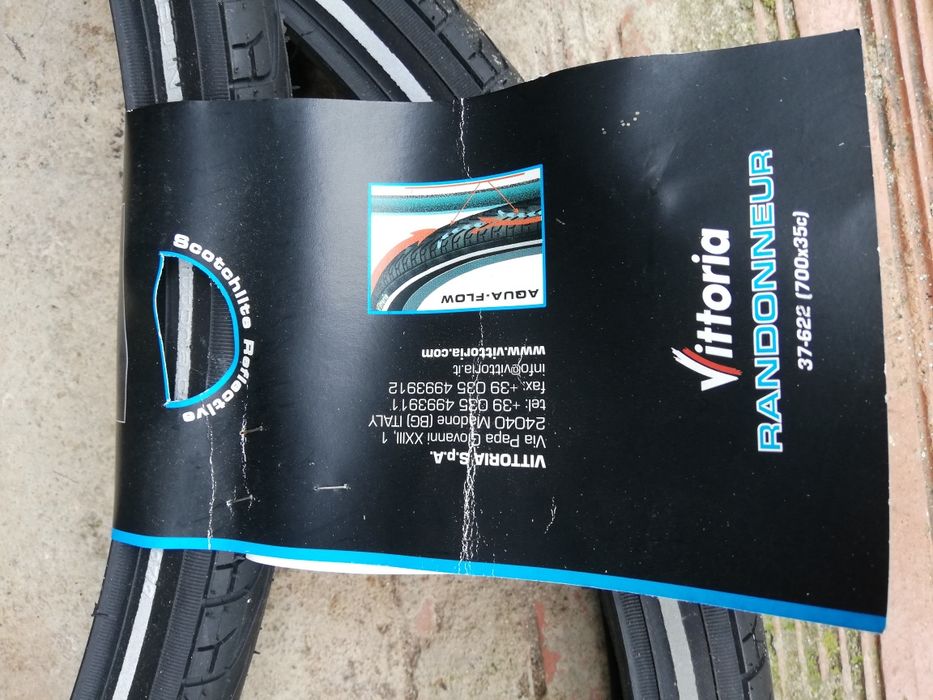 Vittoria
RANDONNEUR
37-622 (700x35c)
AQUA-FLOW
VITTORIA S.p.A.
Via Papa Giovanni XXIII, 1
24040 Madone (BG) ITALY
tel: +39 035 4993911
fax: +39 035 4993912
info@vittoria.it
www.vittoria.com
Scotchlite Reflective